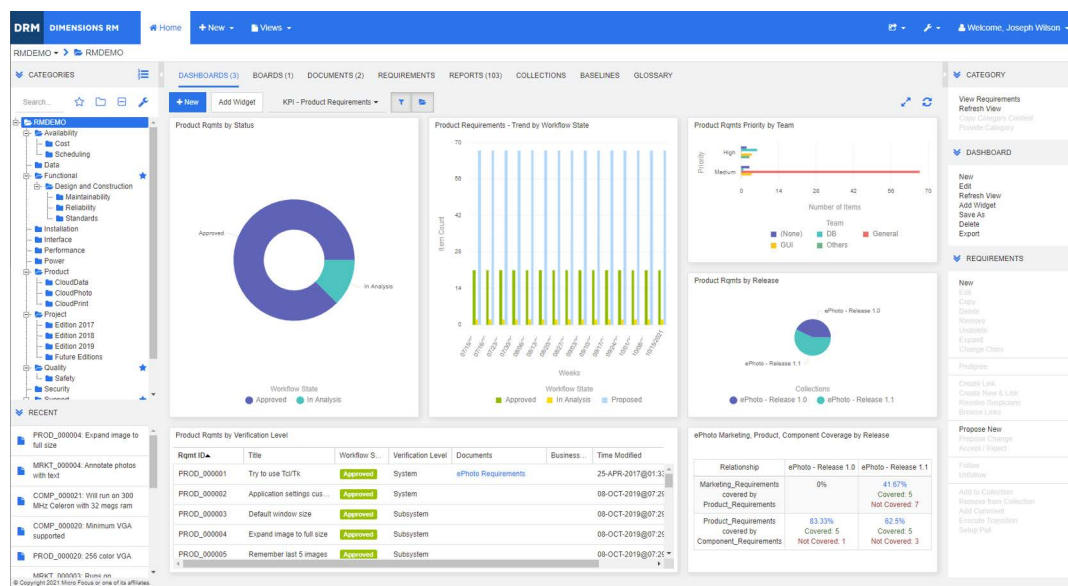 DRM DIMENSIONS RM
Home
+ New
Views
Welcome, Joseph Wilson
RMDEMO > RMDEMO
CATEGORIES
Search...
RMDEMO
Availability
Cost
Scheduling
Data
Functional
Design and Construction
Maintainability
Reliability
Standards
Installation
Interface
Performance
Power
Product
CloudData
CloudPhoto
CloudPrint
Project
Edition 2017
Edition 2018
Edition 2019
Future Editions
Quality
Safety
Security
Support
RECENT
PROD_000004: Expand image to
full size
MRKT_000004: Annotate photos
with text
COMP_000021: Will run on 300
MHz Celeron with 32 megs ram
COMP_000020: Minimum VGA
supported
PROD_000020: 256 color VGA
MRKT_000003: Runs on
© Copyright 2021 Micro Focus or one of its affiliates.
DASHBOARDS (3) BOARDS (1) DOCUMENTS (2) REQUIREMENTS REPORTS (103) COLLECTIONS BASELINES GLOSSARY
+ New
Add Widget
KPI - Product Requirements
Product Rqmts by Status
Approved
In Analysis
Workflow State
Approved In Analysis
Product Requirements - Trend by Workflow State
Item Count
70
42
28
14
0
10/15/2021
Weeks
Workflow State
Approved In Analysis Proposed
Product Rqmts Priority by Team
Priority
High
Medium
0 14 28 42 56 70
Number of Items
Team
(None) DB General
GUI Others
Product Rqmts by Release
ePhoto - Release 1.0
ePhoto - Release 1.1
Collections
ePhoto - Release 1.0 ePhoto - Release 1.1
Product Rqmts by Verification Level
Rqmt ID Title Workflow S... Verification Level Documents Business... Time Modified
PROD_000001 Try to use Tcl/Tk Approved System ePhoto Requirements 25-APR-2017@01:33
PROD_000002 Application settings cus... Approved System 08-OCT-2019@07:29
PROD_000003 Default window size Approved Subsystem 08-OCT-2019@07:29
PROD_000004 Expand image to full size Approved Subsystem 08-OCT-2019@07:29
PROD_000005 Remember last 5 images Approved Subsystem 08-OCT-2019@07:29
ePhoto Marketing, Product, Component Coverage by Release
Relationship ePhoto - Release 1.0 ePhoto - Release 1.1
Marketing_Requirements
covered by
Product_Requirements
0%
41.67%
Covered: 5
Not Covered: 7
Product_Requirements
covered by
Component_Requirements
83.33%
Covered: 5
Not Covered: 1
62.5%
Covered: 5
Not Covered: 3
CATEGORY
View Requirements
Refresh View
Copy Category Content
Provide Category
DASHBOARD
New
Edit
Refresh View
Add Widget
Save As
Delete
Export
REQUIREMENTS
New
Edit
Copy
Delete
Remove
Undelete
Expand
Change Class
Pedigree
Create Link
Create New & Link
Resolve Suspicions
Browse Links
Propose New
Propose Change
Accept / Reject
Follow
Unfollow
Add to Collection
Remove from Collection
Add Comment
Execute Transition
Setup Poll